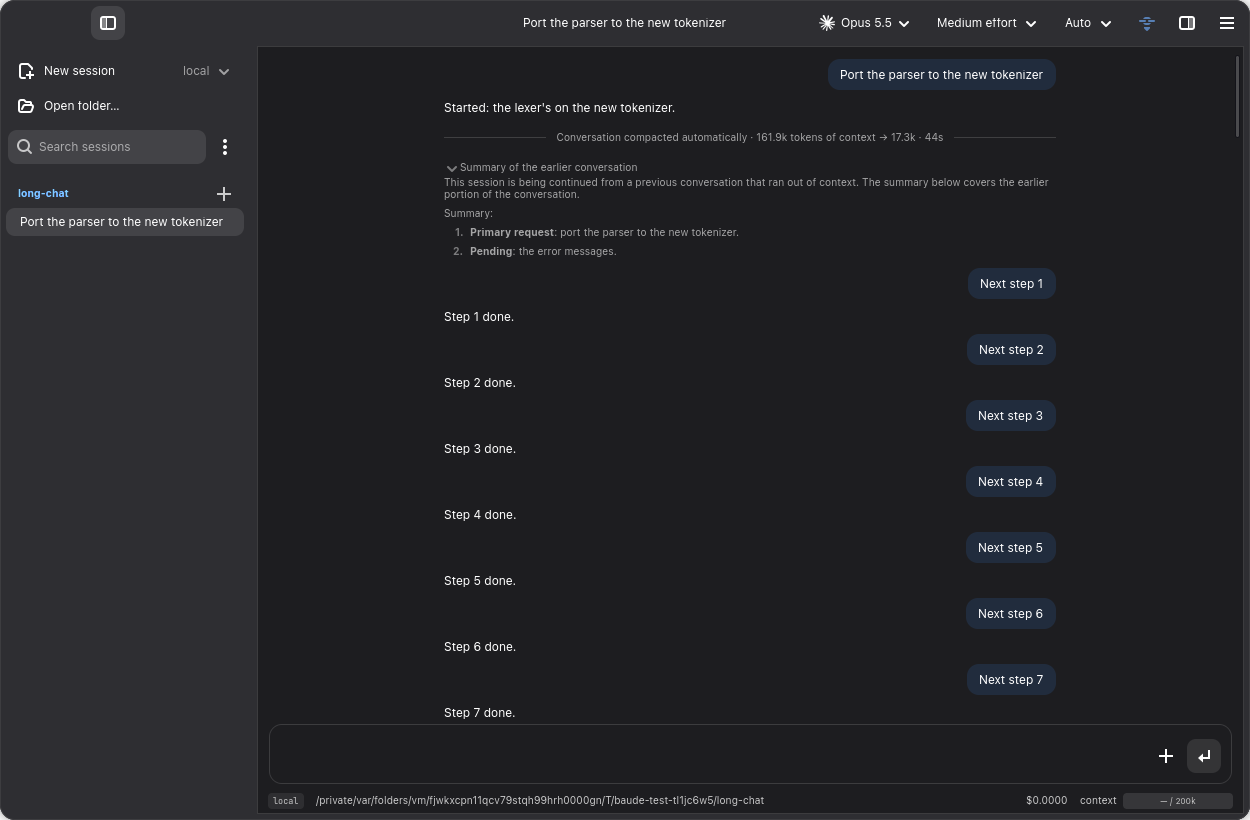 Port the parser to the new tokenizer
Opus 5.5
Medium effort
Auto
New session
local
Open folder...
Search sessions
long-chat
Port the parser to the new tokenizer
Port the parser to the new tokenizer
Started: the lexer's on the new tokenizer.
Conversation compacted automatically · 161.9k tokens of context → 17.3k · 44s
Summary of the earlier conversation
This session is being continued from a previous conversation that ran out of context. The summary below covers the earlier
portion of the conversation.
Summary:
1. Primary request: port the parser to the new tokenizer.
2. Pending: the error messages.
Next step 1
Step 1 done.
Next step 2
Step 2 done.
Next step 3
Step 3 done.
Next step 4
Step 4 done.
Next step 5
Step 5 done.
Next step 6
Step 6 done.
Next step 7
Step 7 done.
local
/private/var/folders/vm/fjwkxcpn11qcv79stqh99hrh0000gn/T/baude-test-tl1jc6w5/long-chat
$0.0000
context
— / 200k